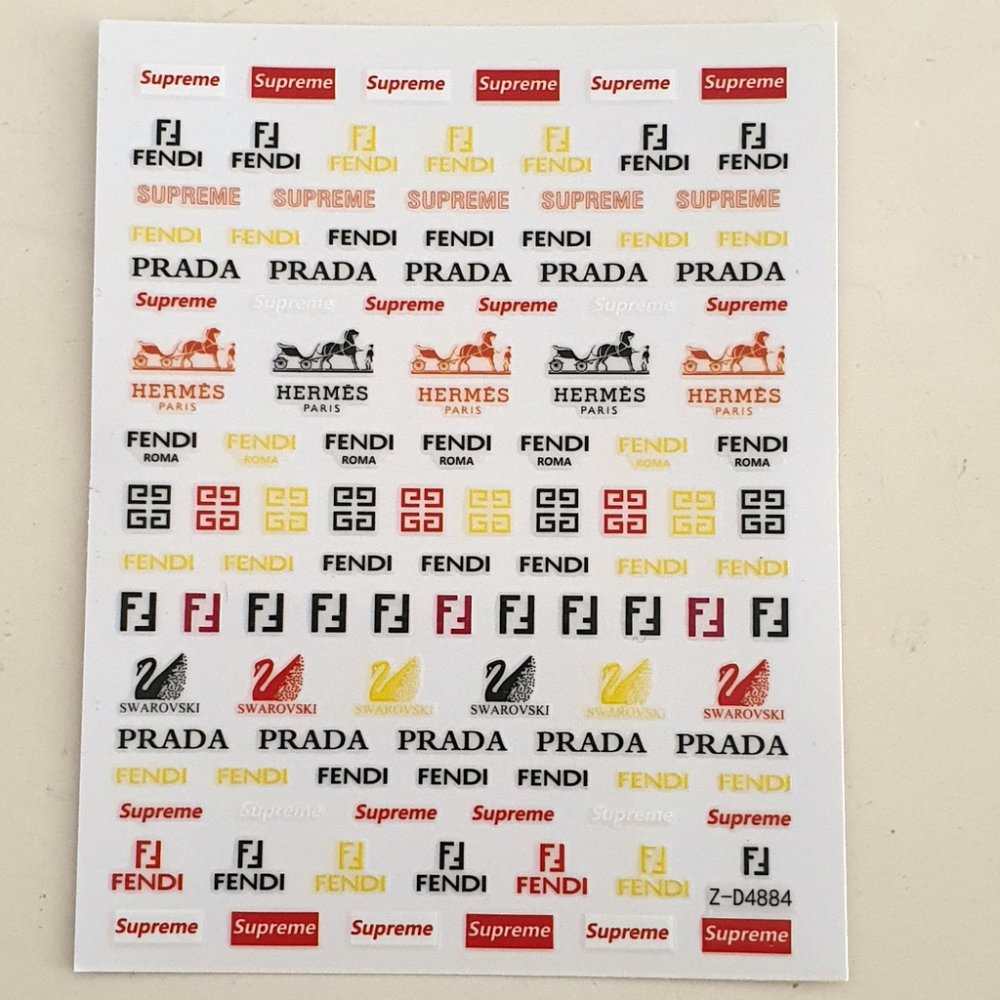 Supreme Supreme Supreme Supreme Supreme Supreme
FENDI FENDI FENDI FENDI FENDI FENDI FENDI
SUPREME SUPREME SUPREME SUPREME SUPREME
FENDI FENDI FENDI FENDI FENDI FENDI FENDI
PRADA PRADA PRADA PRADA PRADA
Supreme Supreme Supreme Supreme Supreme Supreme
HERMÈS HERMÈS HERMÈS HERMÈS HERMÈS
PARIS PARIS PARIS PARIS PARIS
FENDI FENDI FENDI FENDI FENDI FENDI FENDI
ROMA ROMA ROMA ROMA ROMA ROMA ROMA
FENDI FENDI FENDI FENDI FENDI FENDI FENDI
SWAROVSKI SWAROVSKI SWAROVSKI SWAROVSKI SWAROVSKI SWAROVSKI
PRADA PRADA PRADA PRADA PRADA
FENDI FENDI FENDI FENDI FENDI FENDI FENDI
Supreme Supreme Supreme Supreme Supreme Supreme
FENDI FENDI FENDI FENDI FENDI FENDI Z-D4884
Supreme Supreme Supreme Supreme Supreme Supreme